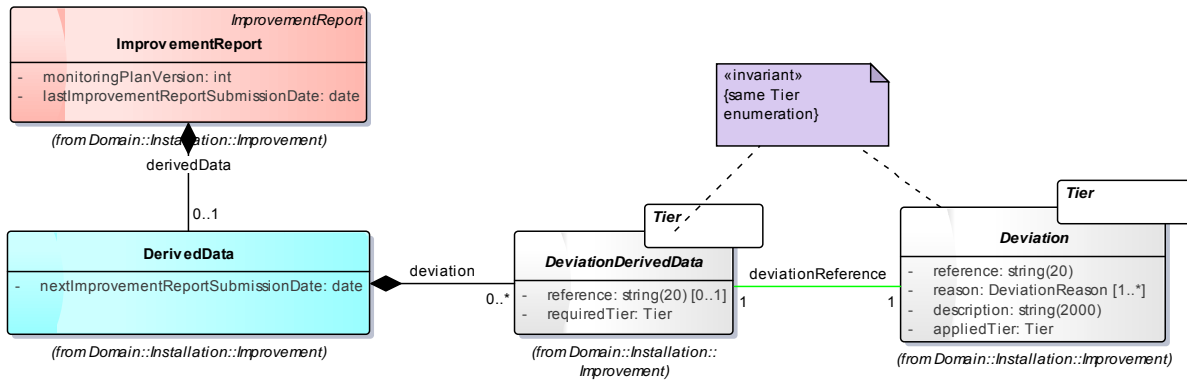 ImprovementReport
ImprovementReport
- monitoringPlanVersion: int
- lastImprovementReportSubmissionDate: date
(from Domain::Installation::Improvement)
derivedData
0..1
«invariant»
{same Tier
enumeration}
DerivedData
- nextImprovementReportSubmissionDate: date
(from Domain::Installation::Improvement)
deviation
0..*
Tier
DeviationDerivedData
- reference: string(20) [0..1]
- requiredTier: Tier
(from Domain::Installation::
Improvement)
deviationReference
1
1
Tier
Deviation
- reference: string(20)
- reason: DeviationReason [1..*]
- description: string(2000)
- appliedTier: Tier
(from Domain::Installation::Improvement)